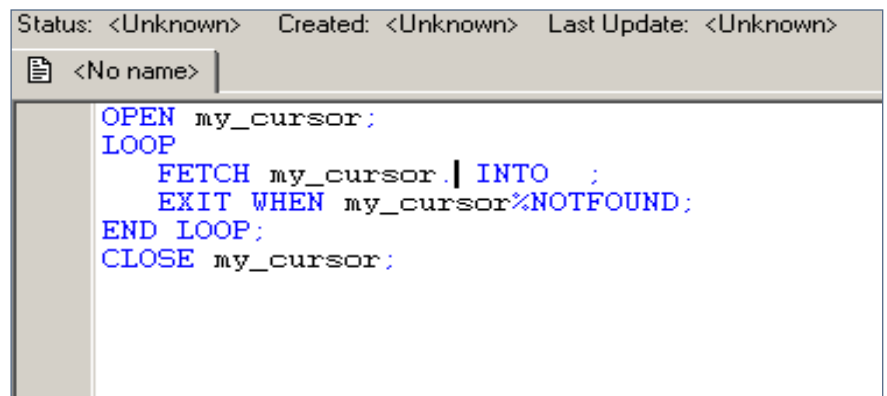 Status: <Unknown> Created: <Unknown> Last Update: <Unknown>
<No name>
OPEN my_cursor;
LOOP
FETCH my_cursor. INTO ;
EXIT WHEN my_cursor%NOTFOUND;
END LOOP;
CLOSE my_cursor;